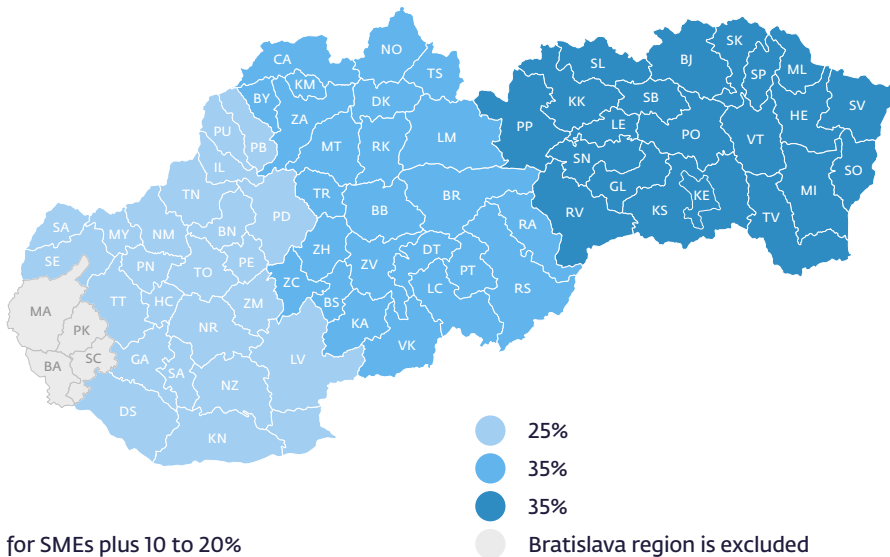 NO
CA
TS
KM
BY
DK
ZA
PU
PB
MT
RK
LM
IL
TN
TR
BB
BR
PD
SA
MY
NM
BN
RA
SE
PN
TO
PE
ZH
ZV
DT
PT
ZC
BS
LC
RS
TT
HC
ZM
MA
PK
NR
KA
VK
BA
SC
GA
SA
NZ
LV
DS
KN
SK
SL
BJ
SP
ML
PP
KK
SB
HE
SV
LE
PO
VT
SN
SO
GL
KE
MI
RV
KS
TV
25%
35%
35%
for SMEs plus 10 to 20%
Bratislava region is excluded